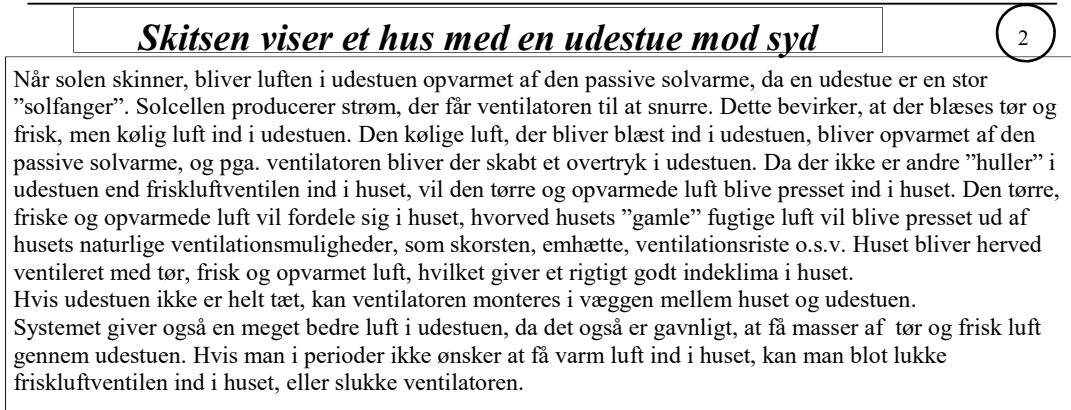 Skitsen viser et hus med en udestue mod syd
2
Når solen skinner, bliver luften i udestuen opvarmet af den passive solvarme, da en udestue er en stor
”solfanger”. Solcellen producerer strøm, der får ventilatoren til at snurre. Dette bevirker, at der blæses tør og
frisk, men kølig luft ind i udestuen. Den kølige luft, der bliver blæst ind i udestuen, bliver opvarmet af den
passive solvarme, og pga. ventilatoren bliver der skabt et overtryk i udestuen. Da der ikke er andre ”huller” i
udestuen end friskluftventilen ind i huset, vil den tørre og opvarmede luft blive presset ind i huset. Den tørre,
friske og opvarmede luft vil fordele sig i huset, hvorved husets ”gamle” fugtige luft vil blive presset ud af
husets naturlige ventilationsmuligheder, som skorsten, emhætte, ventilationsriste o.s.v. Huset bliver herved
ventileret med tør, frisk og opvarmet luft, hvilket giver et rigtigt godt indeklima i huset.
Hvis udestuen ikke er helt tæt, kan ventilatoren monteres i væggen mellem huset og udestuen.
Systemet giver også en meget bedre luft i udestuen, da det også er gavnligt, at få masser af tør og frisk luft
gennem udestuen. Hvis man i perioder ikke ønsker at få varm luft ind i huset, kan man blot lukke
friskluftventilen ind i huset, eller slukke ventilatoren.